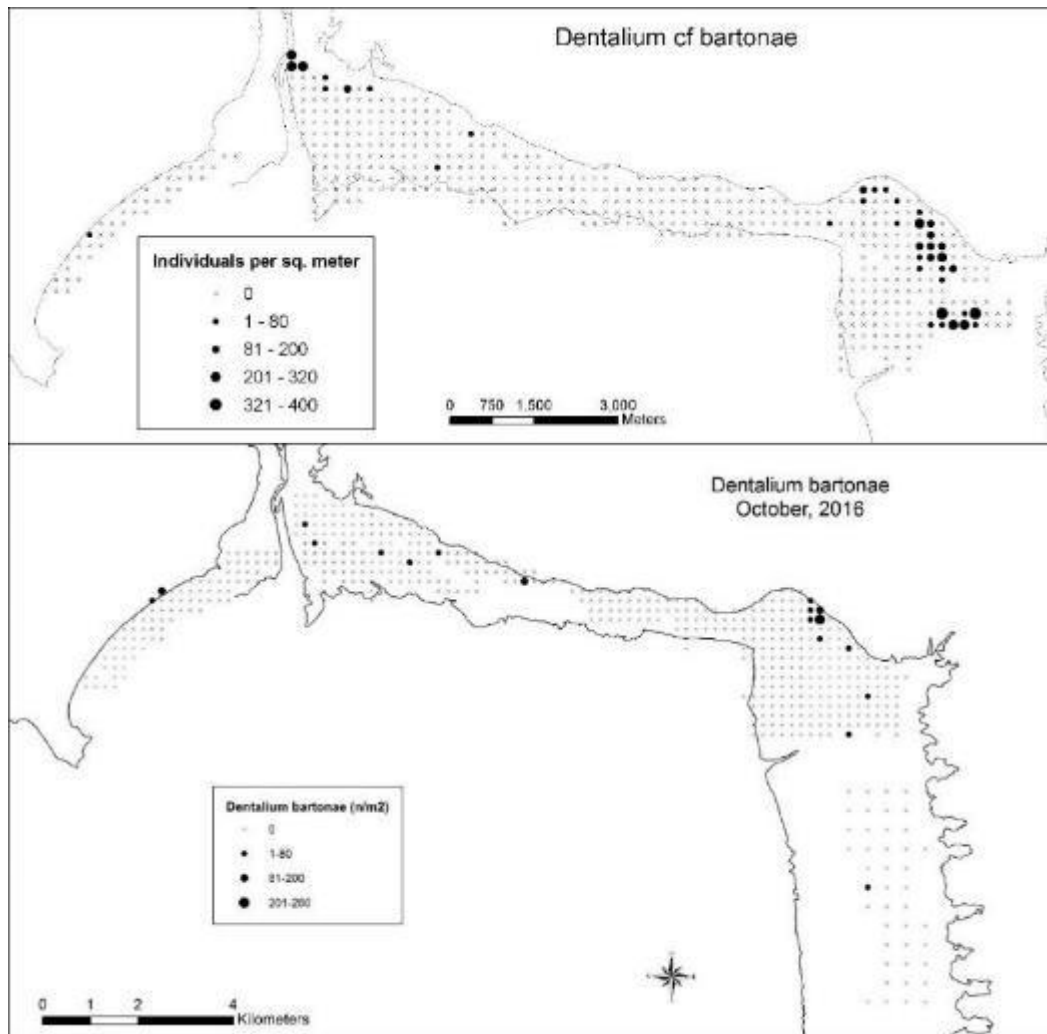 Dentalium cf bartonae
Individuals per sq. meter
0
1 - 80
81 - 200
201 - 320
321 - 400
0 750 1,500 3,000
Meters
Dentalium bartonae
October, 2016
Dentalium bartonae (n/m2)
0
1-80
81-200
0 1 2 4
Kilometers